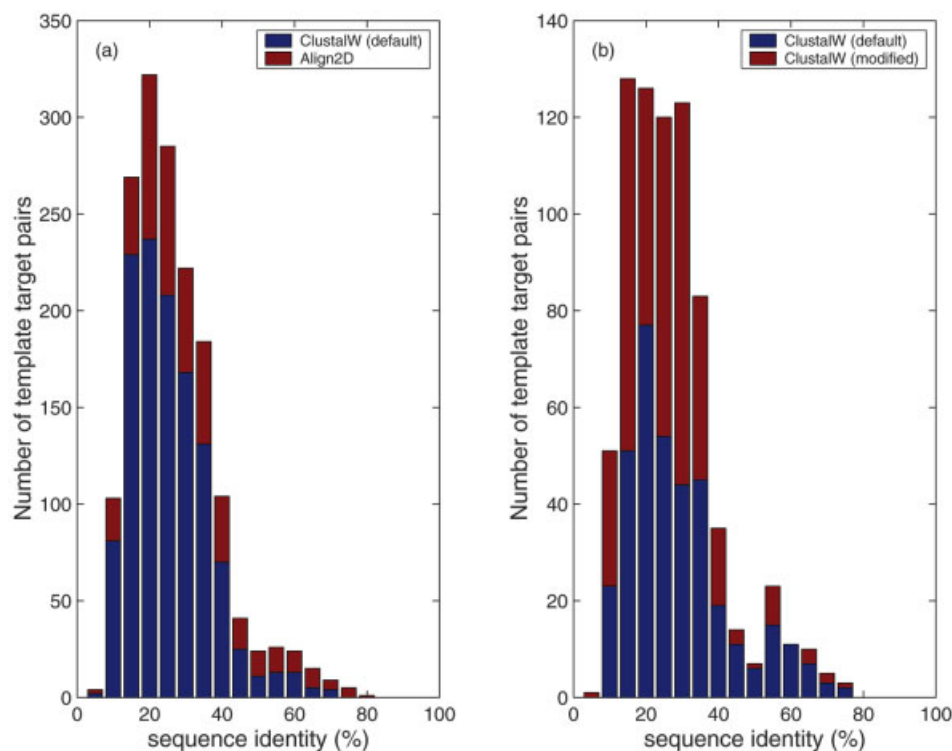 350
300
250
200
150
100
50
0
Number of template target pairs
(a)
ClustalW (default)
Align2D
0 20 40 60 80 100
sequence identity (%)
140
120
100
80
60
40
20
0
Number of template target pairs
(b)
ClustalW (default)
ClustalW (modified)
0 20 40 60 80 100
sequence identity (%)